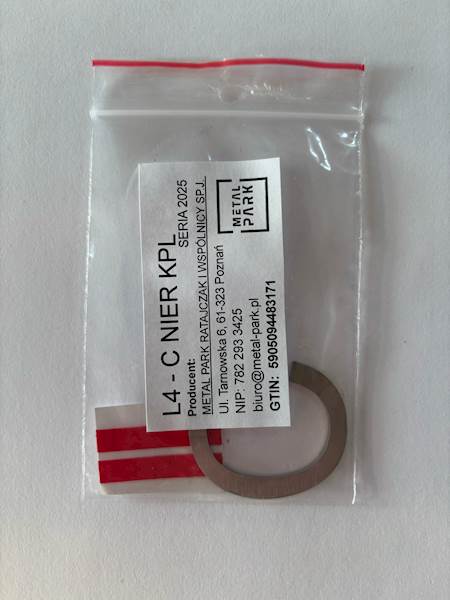 L4 - C NIER KPL
SERIA 2025
Producent:
METAL PARK RATAJCZAK I WSPÓLNICY SP.J.
Ul. Tarnowska 6, 61-323 Poznań
NIP: 782 293 3425
biuro@metal-park.pl
GTIN: 5905094483171
METAL
PARK